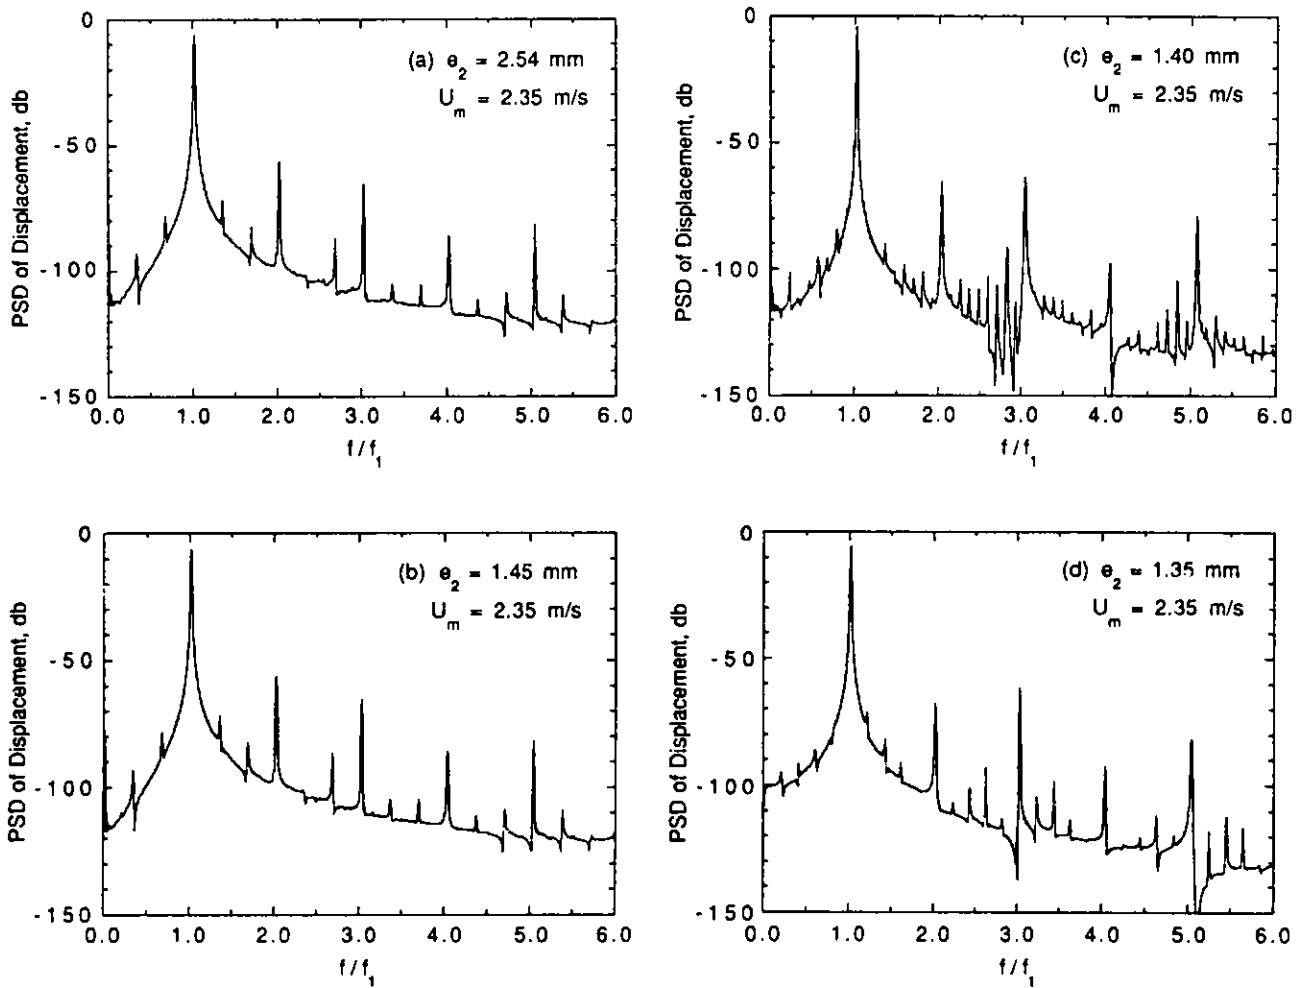 (a) e2 = 2.54 mm
Um = 2.35 m/s
PSD of Displacement, db
0
-50
-100
-150
0.0 1.0 2.0 3.0 4.0 5.0 6.0
f/f1
(c) e2 = 1.40 mm
Um = 2.35 m/s
PSD of Displacement, db
0
-50
-100
-150
0.0 1.0 2.0 3.0 4.0 5.0 6.0
f/f1
(b) e2 = 1.45 mm
Um = 2.35 m/s
PSD of Displacement, db
0
-50
-100
-150
0.0 1.0 2.0 3.0 4.0 5.0 6.0
f/f1
(d) e2 = 1.35 mm
Um = 2.35 m/s
PSD of Displacement, db
0
-50
-100
-150
0.0 1.0 2.0 3.0 4.0 5.0 6.0
f/f1